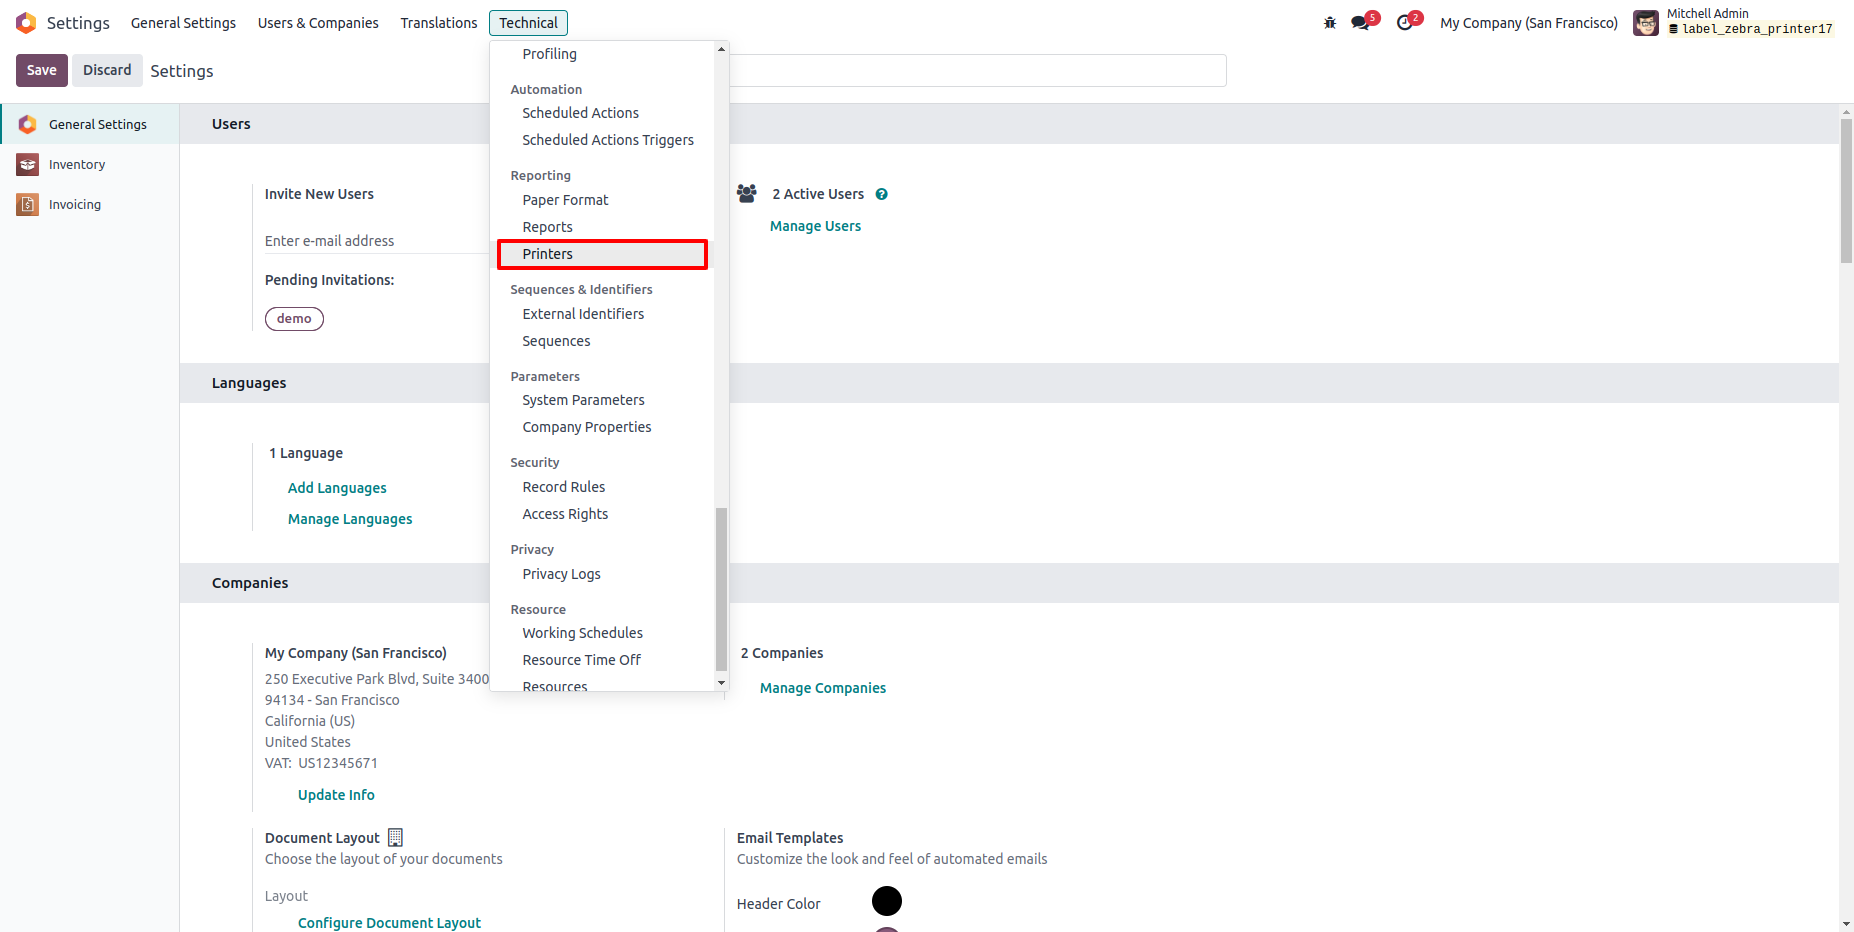 Settings General Settings Users & Companies Translations Technical 5 2 My Company (San Francisco) Mitchell Admin
label_zebra_printer17
Save Discard Settings
Profiling
Automation
Scheduled Actions
Scheduled Actions Triggers
Reporting
Paper Format
Reports
Printers
Sequences & Identifiers
External Identifiers
Sequences
Parameters
System Parameters
Company Properties
Security
Record Rules
Access Rights
Privacy
Privacy Logs
Resource
Working Schedules
Resource Time Off
Resources
General Settings
Inventory
Invoicing
Users
Invite New Users
Enter e-mail address
Pending Invitations:
demo
2 Active Users ?
Manage Users
Languages
1 Language
Add Languages
Manage Languages
Companies
My Company (San Francisco)
250 Executive Park Blvd, Suite 3400
94134 - San Francisco
California (US)
United States
VAT: US12345671
Update Info
2 Companies
Manage Companies
Document Layout
Choose the layout of your documents
Layout
Configure Document Layout
Email Templates
Customize the look and feel of automated emails
Header Color